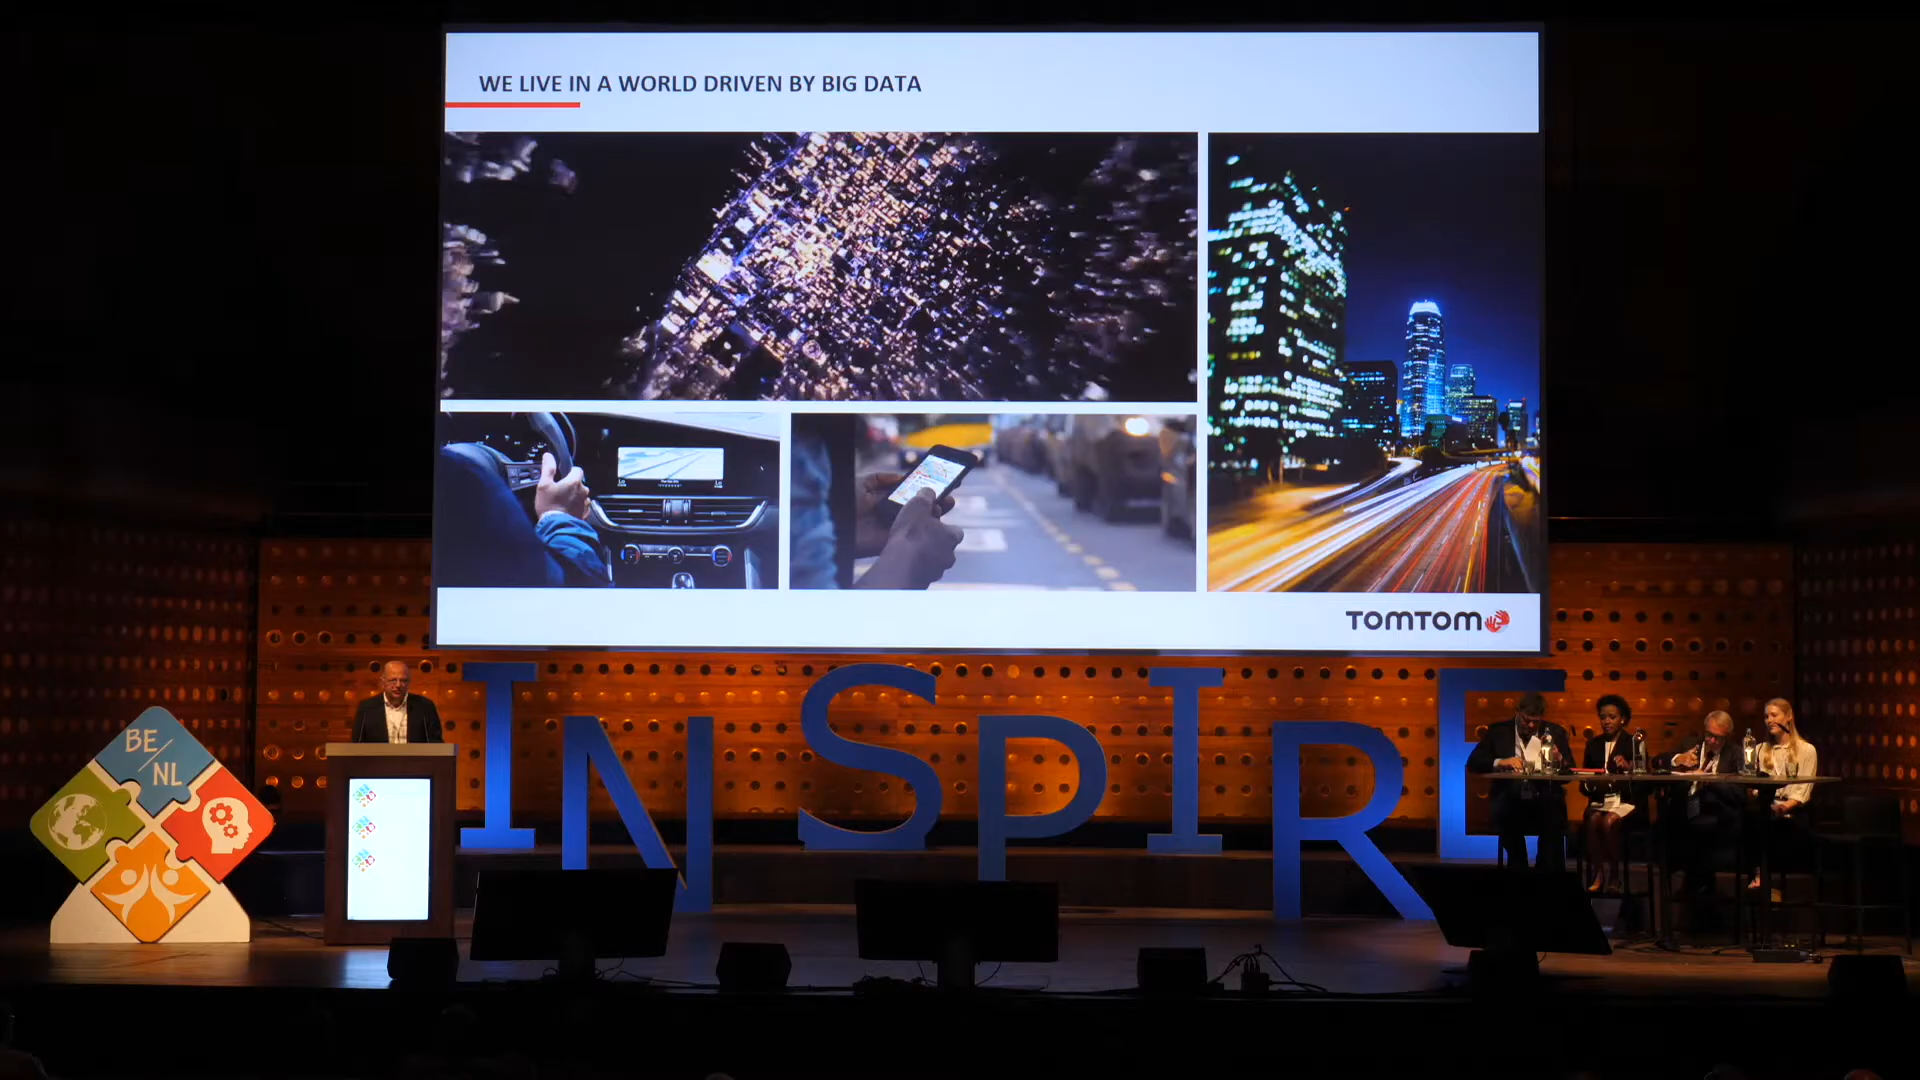 WE LIVE IN A WORLD DRIVEN BY BIG DATA
TOMTOM
INSPIRE
BE/
NL